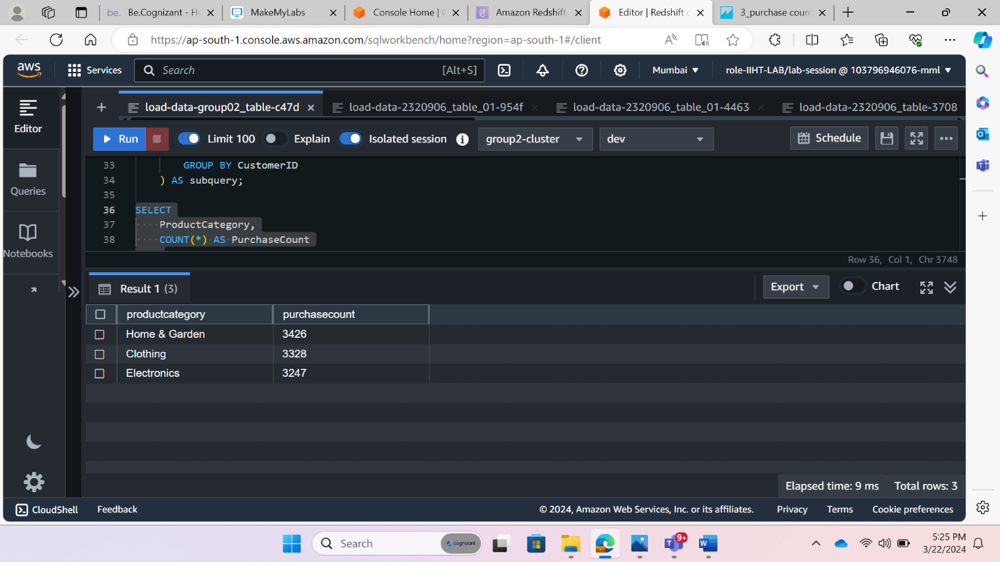 be. Be.Cognizant - H
MakeMyLabs
Console Home |
Amazon Redshift
Editor | Redshift
3_purchase coun
https://ap-south-1.console.aws.amazon.com/sqlworkbench/home?region=ap-south-1#/client
aws
Services
Search
[Alt+S]
Mumbai
role-IIHT-LAB/lab-session @ 103796946076-mml
Editor
Queries
Notebooks
load-data-group02_table-c47d
load-data-2320906_table_01-954f
load-data-2320906_table_01-4463
load-data-2320906_table-3708
Run
Limit 100
Explain
Isolated session
group2-cluster
dev
Schedule
33 GROUP BY CustomerID
34 ) AS subquery;
35
36 SELECT
37 ProductCategory,
38 COUNT(*) AS PurchaseCount
Row 36, Col 1, Chr 3748
Result 1 (3)
Export
Chart
productcategory purchasecount
Home & Garden 3426
Clothing 3328
Electronics 3247
Elapsed time: 9 ms Total rows: 3
CloudShell
Feedback
© 2024, Amazon Web Services, Inc. or its affiliates.
Privacy
Terms
Cookie preferences
Search
cognizant
9+
5:25 PM
3/22/2024